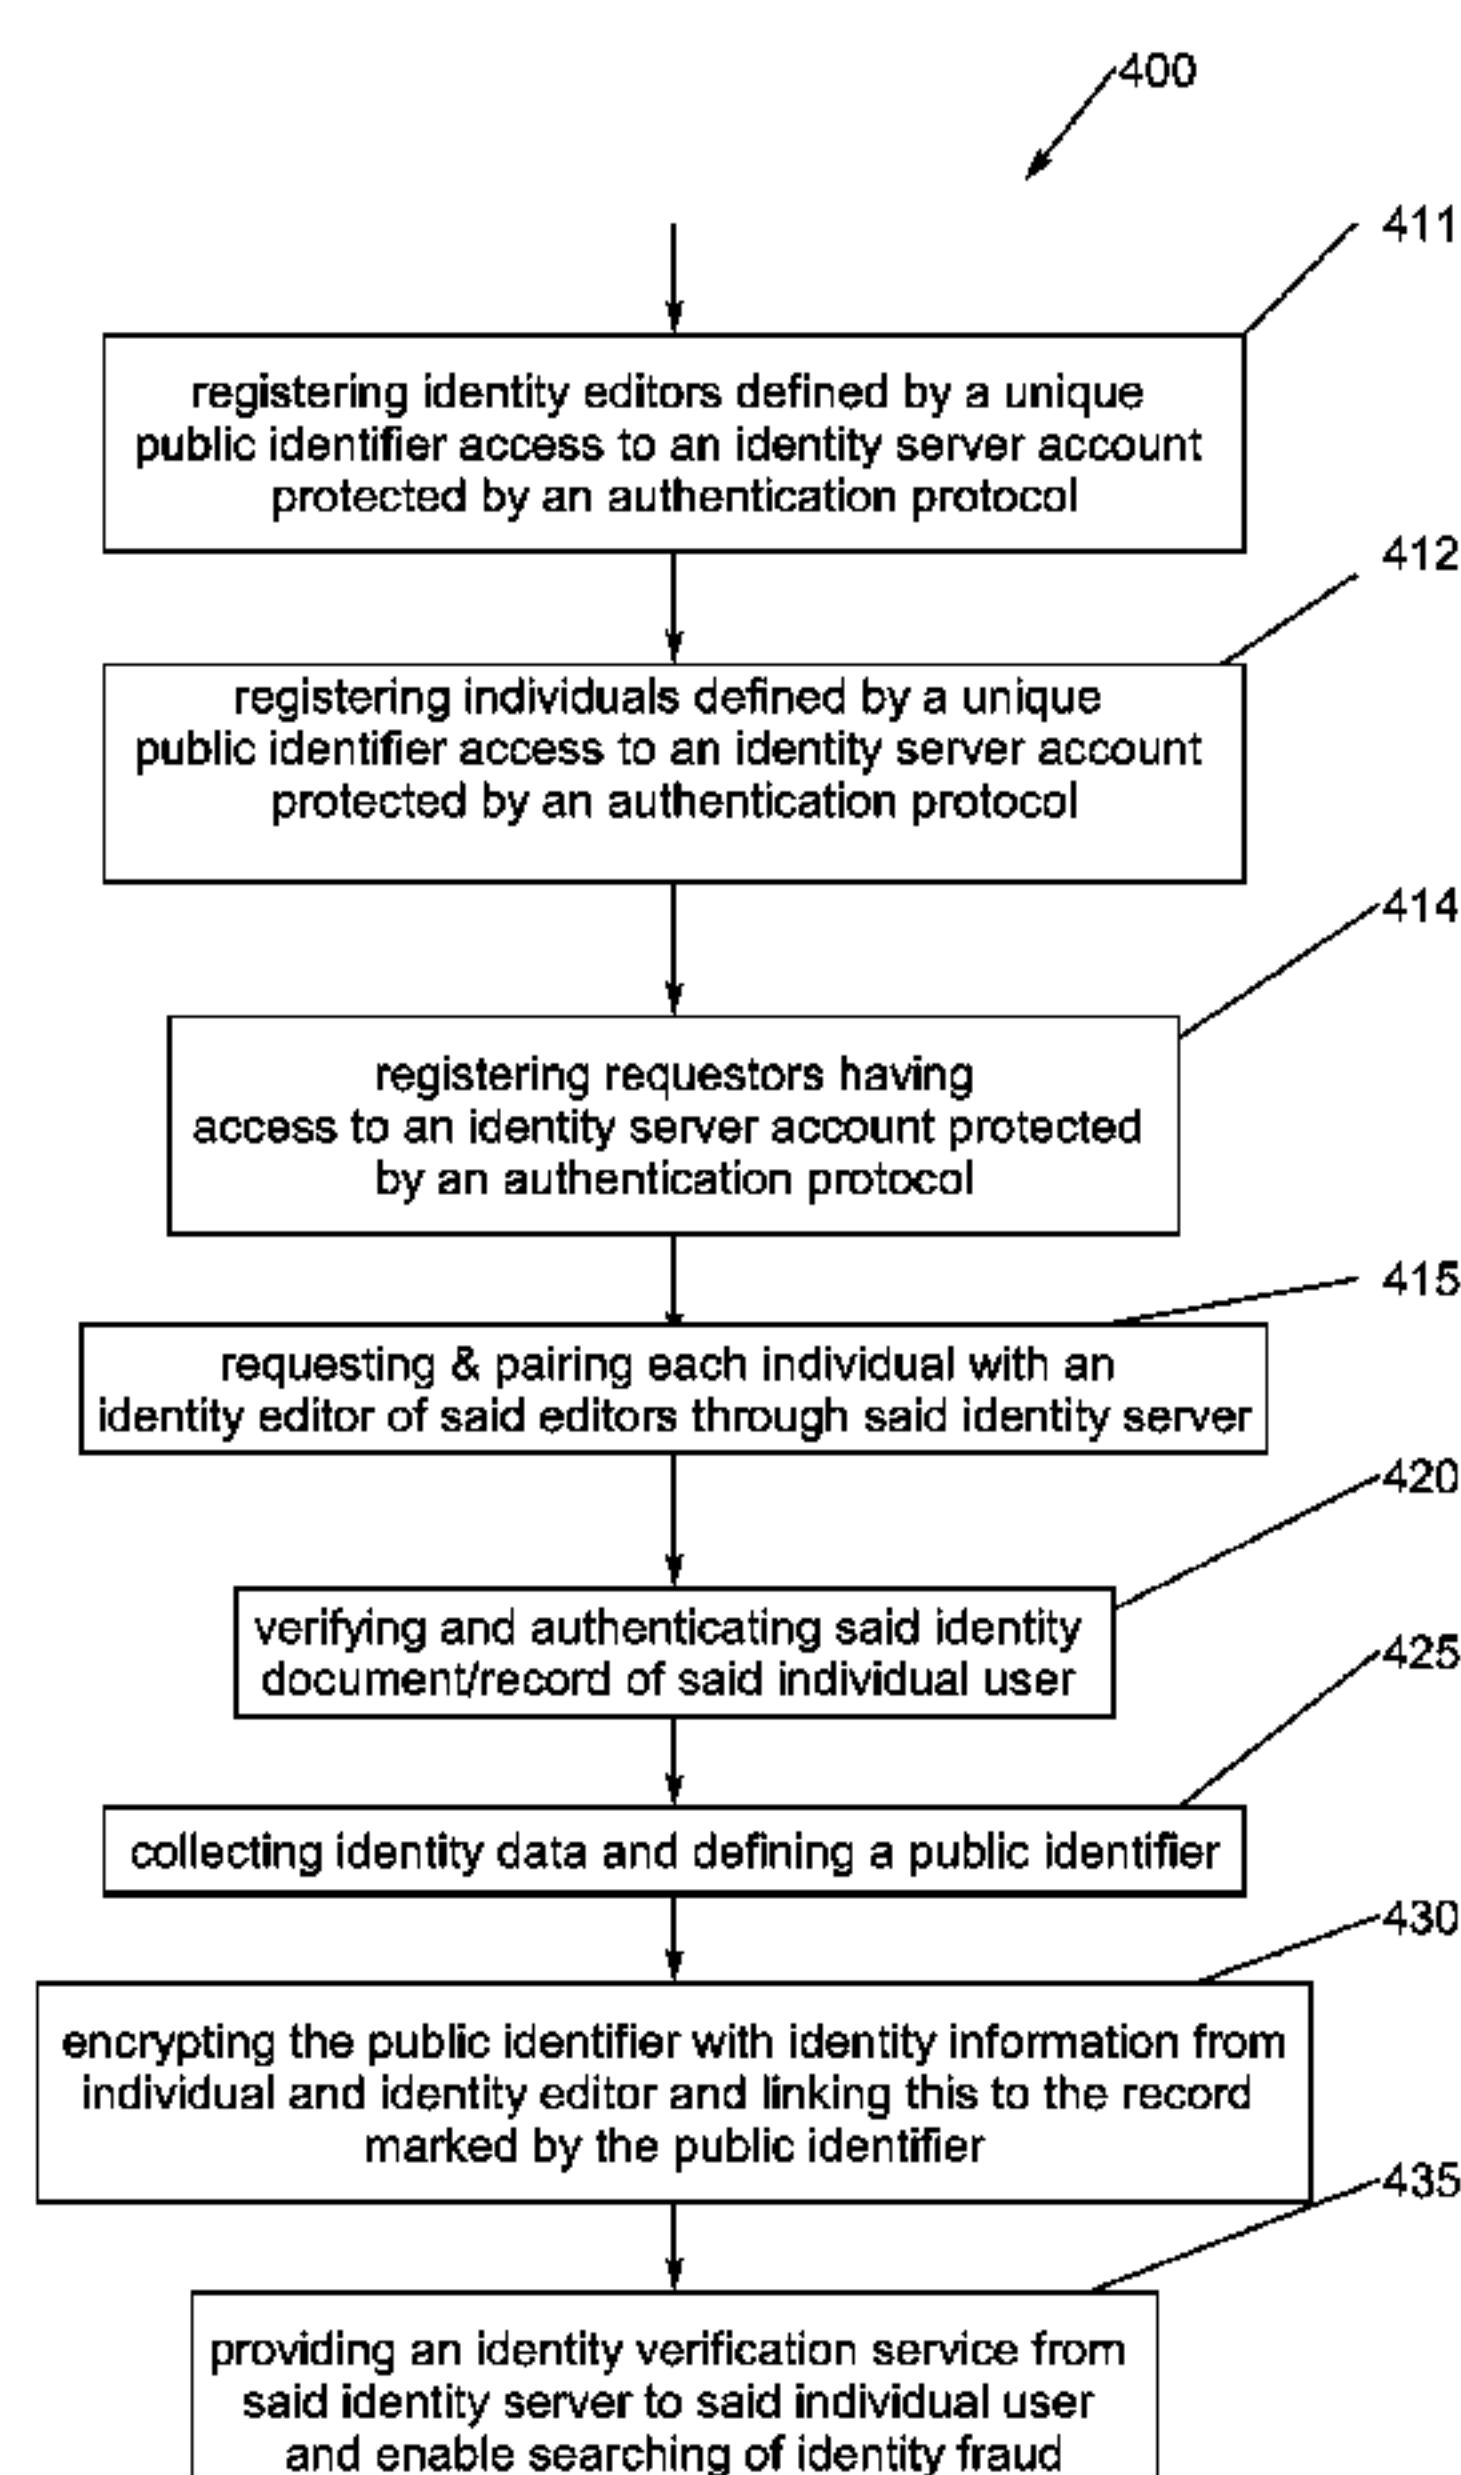 400
411
registering identity editors defined by a unique
public identifier access to an identity server account
protected by an authentication protocol
412
registering individuals defined by a unique
public identifier access to an identity server account
protected by an authentication protocol
414
registering requestors having
access to an identity server account protected
by an authentication protocol
415
requesting & pairing each individual with an
identity editor of said editors through said identity server
420
verifying and authenticating said identity
document/record of said individual user
425
collecting identity data and defining a public identifier
430
encrypting the public identifier with identity information from
individual and identity editor and linking this to the record
marked by the public identifier
435
providing an identity verification service from
said identity server to said individual user
and enable searching of identity fraud